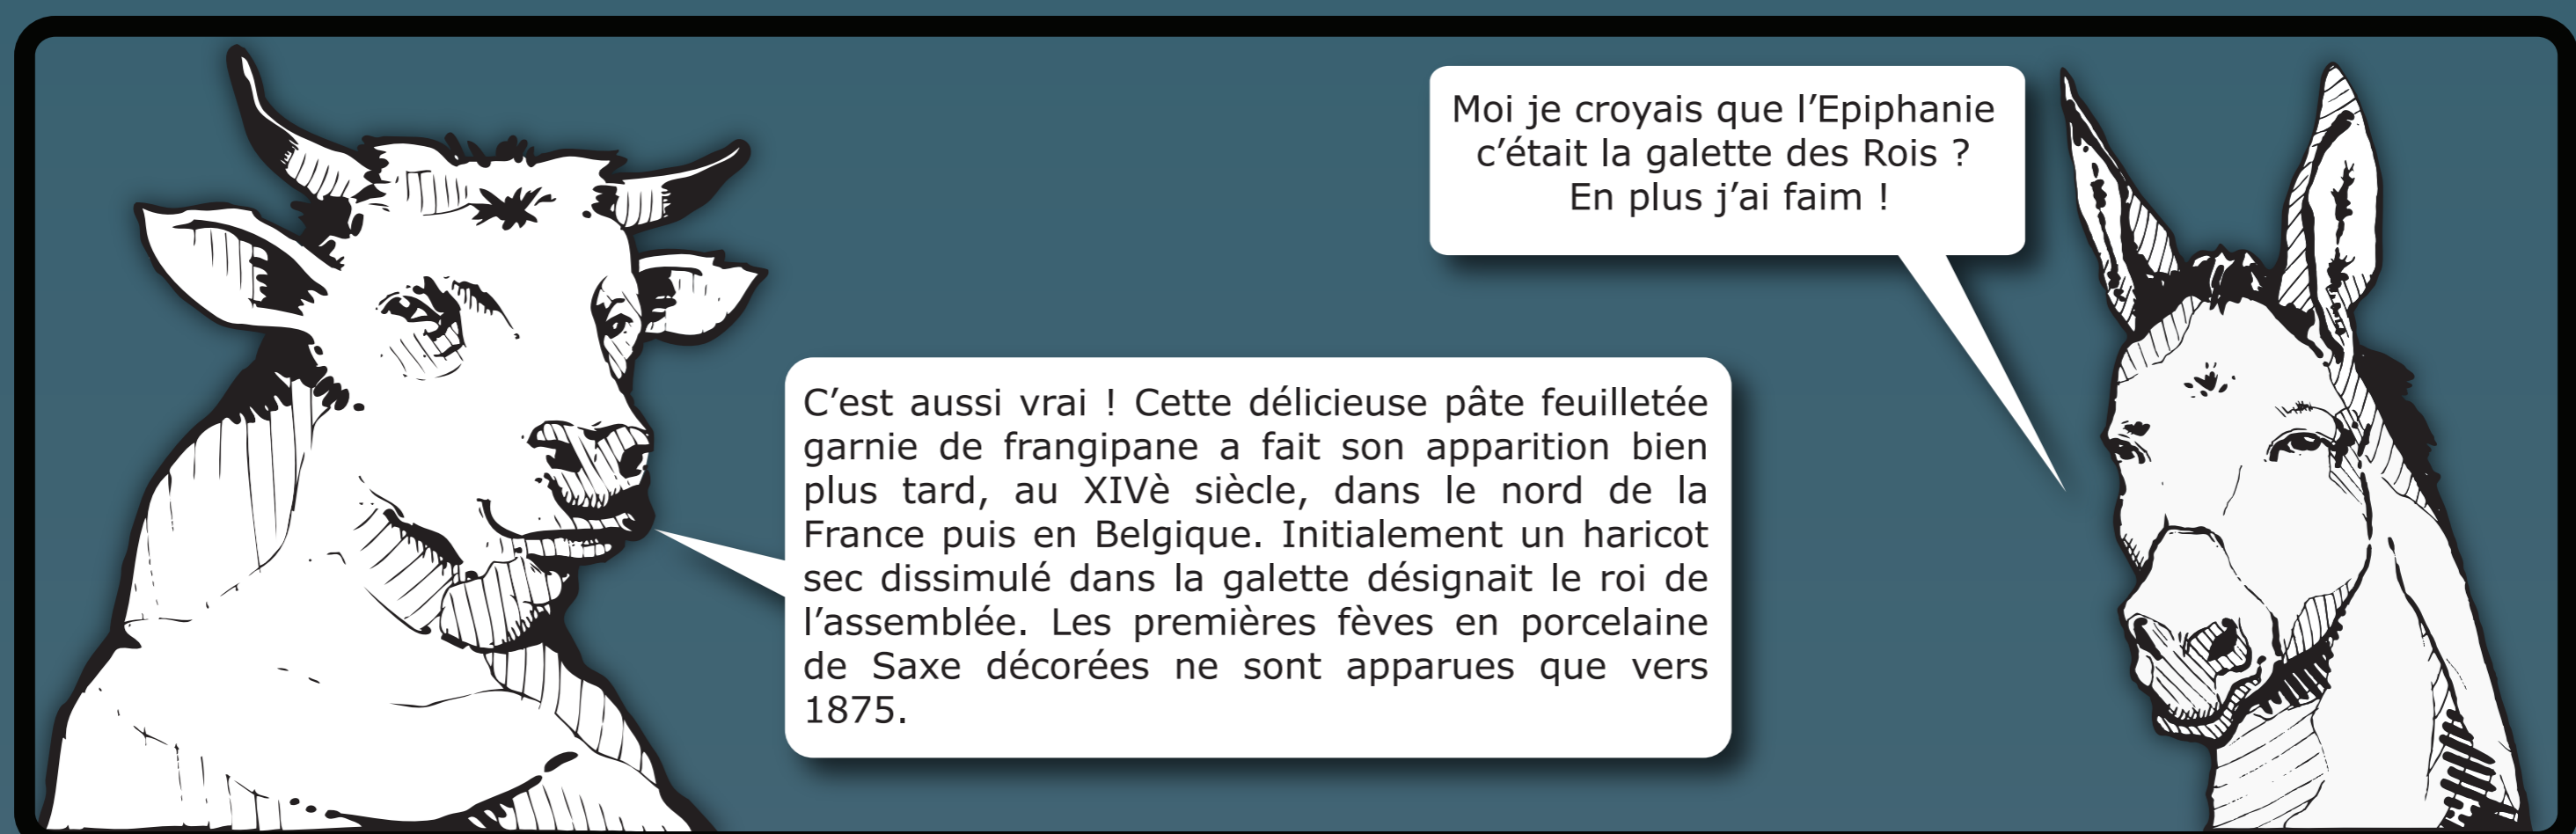 Moi je croyais que l’Epiphanie
c’était la galette des Rois ?
En plus j’ai faim !
C’est aussi vrai ! Cette délicieuse pâte feuilletée
garnie de frangipane a fait son apparition bien
plus tard, au XIVè siècle, dans le nord de la
France puis en Belgique. Initialement un haricot
sec dissimulé dans la galette désignait le roi de
l’assemblée. Les premières fèves en porcelaine
de Saxe décorées ne sont apparues que vers
1875.